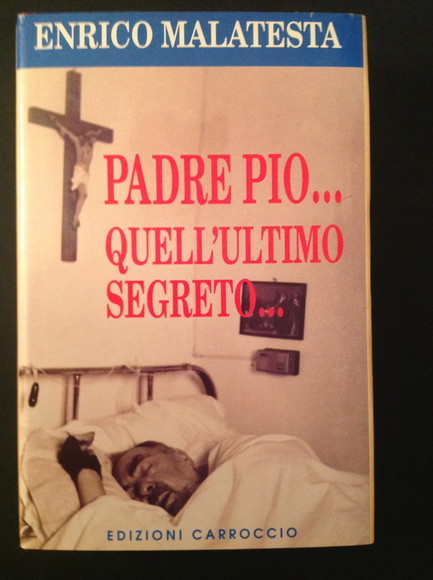 ENRICO MALATESTA
PADRE PIO...
QUELL'ULTIMO
SEGRETO...
EDIZIONI CARROCCIO